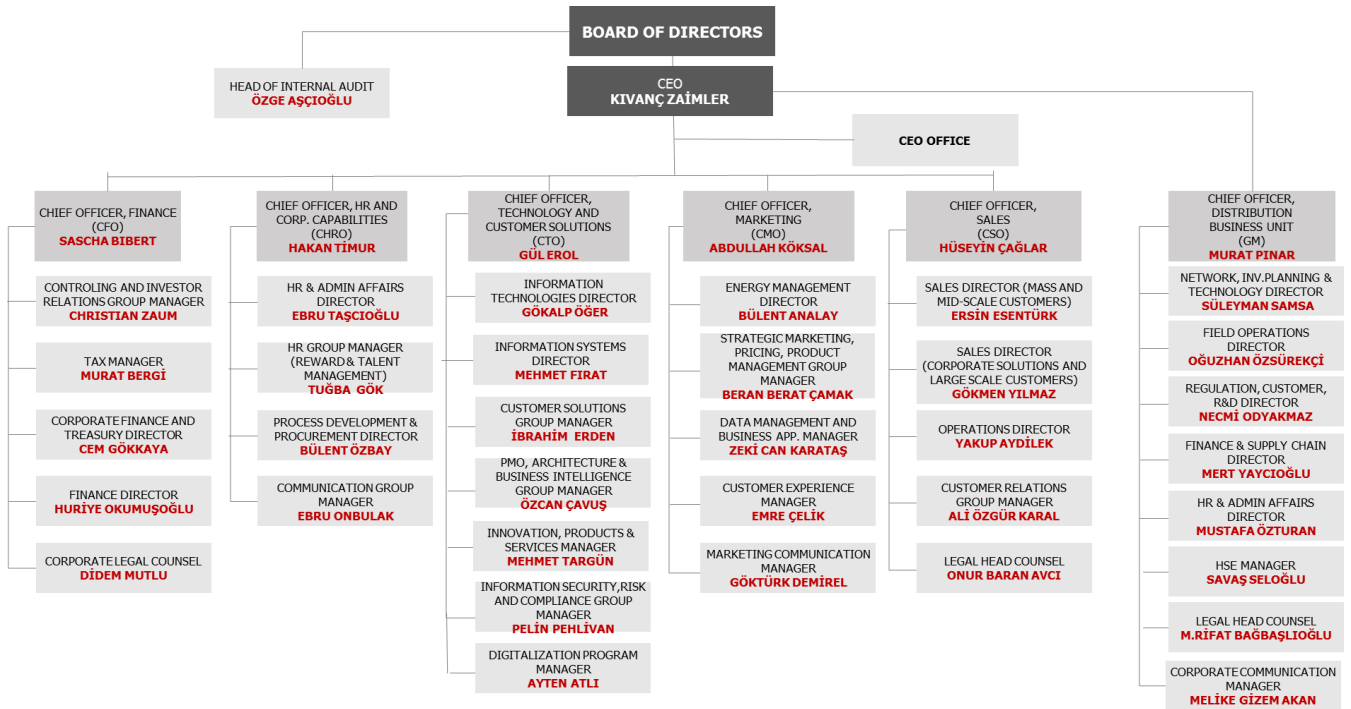 BOARD OF DIRECTORS
HEAD OF INTERNAL AUDIT
ÖZGE AŞÇIOĞLU
CEO
KIVANÇ ZAİMLER
CEO OFFICE
CHIEF OFFICER, FINANCE
(CFO)
SASCHA BIBERT
CONTROLING AND INVESTOR
RELATIONS GROUP MANAGER
CHRISTIAN ZAUM
TAX MANAGER
MURAT BERGİ
CORPORATE FINANCE AND
TREASURY DIRECTOR
CEM GÖKKAYA
FINANCE DIRECTOR
HURİYE OKUMUŞOĞLU
CORPORATE LEGAL COUNSEL
DİDEM MUTLU
CHIEF OFFICER, HR AND
CORP. CAPABILITIES
(CHRO)
HAKAN TİMUR
HR & ADMIN AFFAIRS
DIRECTOR
EBRU TAŞCIOĞLU
HR GROUP MANAGER
(REWARD & TALENT
MANAGEMENT)
TUĞBA GÖK
PROCESS DEVELOPMENT &
PROCUREMENT DIRECTOR
BÜLENT ÖZBAY
COMMUNICATION GROUP
MANAGER
EBRU ONBULAK
CHIEF OFFICER,
TECHNOLOGY AND
CUSTOMER SOLUTIONS
(CTO)
GÜL EROL
INFORMATION
TECHNOLOGIES DIRECTOR
GÖKALP ÖĞER
INFORMATION SYSTEMS
DIRECTOR
MEHMET FIRAT
CUSTOMER SOLUTIONS
GROUP MANAGER
İBRAHİM ERDEN
PMO, ARCHITECTURE &
BUSINESS INTELLIGENCE
GROUP MANAGER
ÖZCAN ÇAVUŞ
INNOVATION, PRODUCTS &
SERVICES MANAGER
MEHMET TARGÜN
INFORMATION SECURITY,RISK
AND COMPLIANCE GROUP
MANAGER
PELİN PEHLİVAN
DIGITALIZATION PROGRAM
MANAGER
AYTEN ATLI
CHIEF OFFICER,
MARKETING
(CMO)
ABDULLAH KÖKSAL
ENERGY MANAGEMENT
DIRECTOR
BÜLENT ANALAY
STRATEGIC MARKETING,
PRICING, PRODUCT
MANAGEMENT GROUP
MANAGER
BERAN BERAT ÇAMAK
DATA MANAGEMENT AND
BUSINESS APP. MANAGER
ZEKİ CAN KARATAŞ
CUSTOMER EXPERIENCE
MANAGER
EMRE ÇELİK
MARKETING COMMUNICATION
MANAGER
GÖKTÜRK DEMİREL
CHIEF OFFICER,
SALES
(CSO)
HÜSEYİN ÇAĞLAR
SALES DIRECTOR (MASS AND
MID-SCALE CUSTOMERS)
ERSİN ESENTÜRK
SALES DIRECTOR
(CORPORATE SOLUTIONS AND
LARGE SCALE CUSTOMERS)
GÖKMEN YILMAZ
OPERATIONS DIRECTOR
YAKUP AYDİLEK
CUSTOMER RELATIONS
GROUP MANAGER
ALİ ÖZGÜR KARAL
LEGAL HEAD COUNSEL
ONUR BARAN AVCI
CHIEF OFFICER,
DISTRIBUTION
BUSINESS UNIT
(GM)
MURAT PINAR
NETWORK, INV.PLANNING &
TECHNOLOGY DIRECTOR
SÜLEYMAN SAMSA
FIELD OPERATIONS
DIRECTOR
OĞUZHAN ÖZSÜREKÇİ
REGULATION, CUSTOMER,
R&D DIRECTOR
NECMİ ODYAKMAZ
FINANCE & SUPPLY CHAIN
DIRECTOR
MERT YAYCIOĞLU
HR & ADMIN AFFAIRS
DIRECTOR
MUSTAFA ÖZTURAN
HSE MANAGER
SAVAŞ SELOĞLU
LEGAL HEAD COUNSEL
M.RİFAT BAĞBAŞLIOĞLU
CORPORATE COMMUNICATION
MANAGER
MELİKE GİZEM AKAN